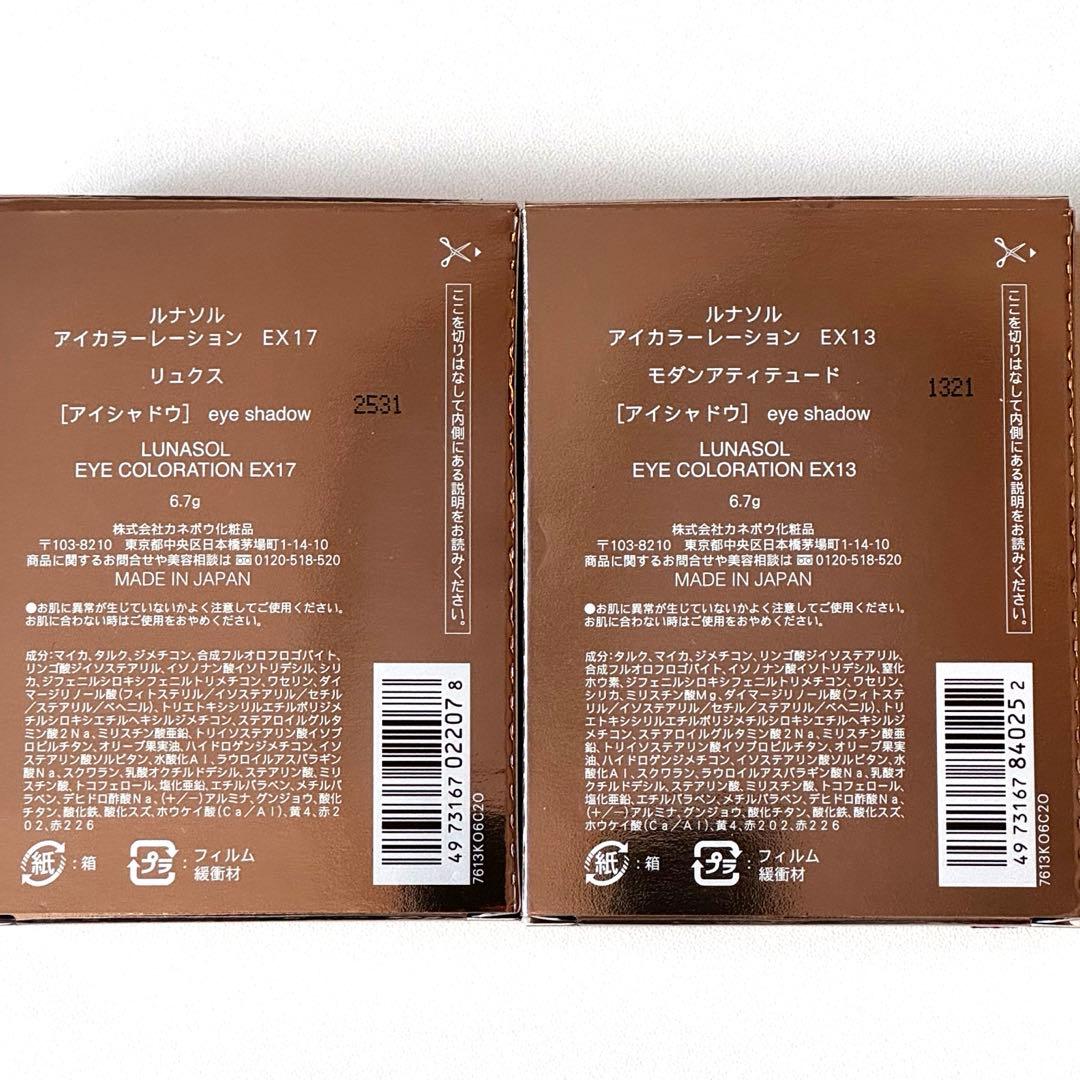 ルナソル
アイカラーレーション EX17
リュクス
[アイシャドウ] eye shadow
2531
LUNASOL
EYE COLORATION EX17
6.7g
株式会社カネボウ化粧品
〒103-8210 東京都中央区日本橋茅場町1-14-10
商品に関するお問合せや美容相談は 0120-518-520
MADE IN JAPAN
●お肌に異常が生じていないかよく注意してご使用ください。
お肌に合わない時はご使用をおやめください。
成分:マイカ、タルク、ジメチコン、合成フルオロフロゴパイト、
リンゴ酸ジイソステアリル、イソノナン酸イソトリデシル、シリ
カ、ジフェニルシロキシフェニルトリメチコン、ワセリン、ダイ
マージリノール酸(フィトステリル/イソステアリル/セチル
/ステアリル/ベヘニル)、トリエトキシシリルエチルポリジメ
チルシロキシエチルヘキシルジメチコン、ステアロイルグルタ
ミン酸2Na、ミリスチン酸亜鉛、トリイソステアリン酸イソプ
ロピルチタン、オリーブ果実油、ハイドロゲンジメチコン、イソ
ステアリン酸ソルビタン、水酸化Al、ラウロイルアスパラギン
酸Na、スクワラン、乳酸オクチルドデシル、ステアリン酸、ミリス
チン酸、トコフェロール、塩化亜鉛、エチルパラベン、メチルパラ
ベン、デヒドロ酢酸Na、(+/-)アルミナ、グンジョウ、酸化
チタン、酸化鉄、酸化スズ、ホウケイ酸(Ca/Al)、黄4、赤2
02、赤226
紙 :箱
プラ :フィルム
緩衝材
ここを切りはなして内側にある説明をお読みください。
4973167022078
7613K06C20
ルナソル
アイカラーレーション EX13
モダンアティテュード
[アイシャドウ] eye shadow
1321
LUNASOL
EYE COLORATION EX13
6.7g
株式会社カネボウ化粧品
〒103-8210 東京都中央区日本橋茅場町1-14-10
商品に関するお問合せや美容相談は 0120-518-520
MADE IN JAPAN
●お肌に異常が生じていないかよく注意してご使用ください。
お肌に合わない時はご使用をおやめください。
成分:タルク、マイカ、ジメチコン、リンゴ酸ジイソステアリル、
合成フルオロフロゴパイト、イソノナン酸イソトリデシル、窒化
ホウ素、ジフェニルシロキシフェニルトリメチコン、ワセリン、
シリカ、ミリスチン酸Mg、ダイマージリノール酸(フィトステ
リル/イソステアリル/セチル/ステアリル/ベヘニル)、トリ
エトキシシリルエチルポリジメチルシロキシエチルヘキシルジ
メチコン、ステアロイルグルタミン酸2Na、ミリスチン酸亜
鉛、トリイソステアリン酸イソプロピルチタン、オリーブ果実
油、ハイドロゲンジメチコン、イソステアリン酸ソルビタン、水
酸化Al、スクワラン、ラウロイルアスパラギン酸Na、乳酸オク
チルドデシル、ステアリン酸、ミリスチン酸、トコフェロール、
塩化亜鉛、エチルパラベン、メチルパラベン、デヒドロ酢酸Na、
(+/-)アルミナ、グンジョウ、酸化チタン、酸化鉄、酸化スズ、
ホウケイ酸(Ca/Al)、黄4、赤202、赤226
紙 :箱
プラ :フィルム
緩衝材
ここを切りはなして内側にある説明をお読みください。
4973167840252
7613K06C20